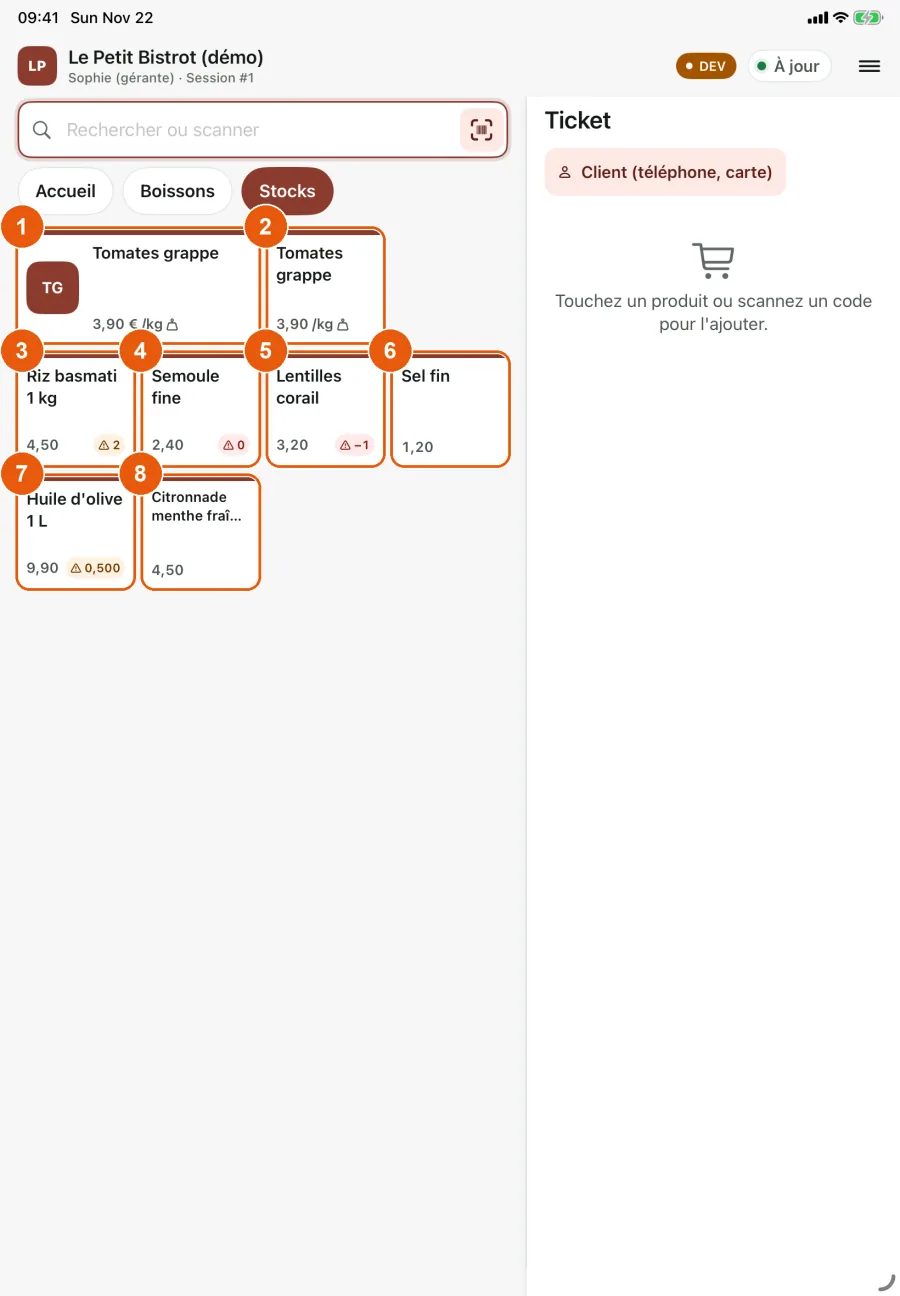 09:41 Sun Nov 22
LP
Le Petit Bistrot (démo)
Sophie (gérante) · Session #1
DEV
À jour
Rechercher ou scanner
Accueil
Boissons
Stocks
Ticket
Client (téléphone, carte)
Touchez un produit ou scannez un code
pour l'ajouter.
1
TG
Tomates grappe
3,90 € /kg
2
Tomates
grappe
3,90 /kg
3
Riz basmati
1 kg
4,50
2
4
Semoule
fine
2,40
0
5
Lentilles
corail
3,20
−1
6
Sel fin
1,20
7
Huile d'olive
1 L
9,90
0,500
8
Citronnade
menthe fraî...
4,50